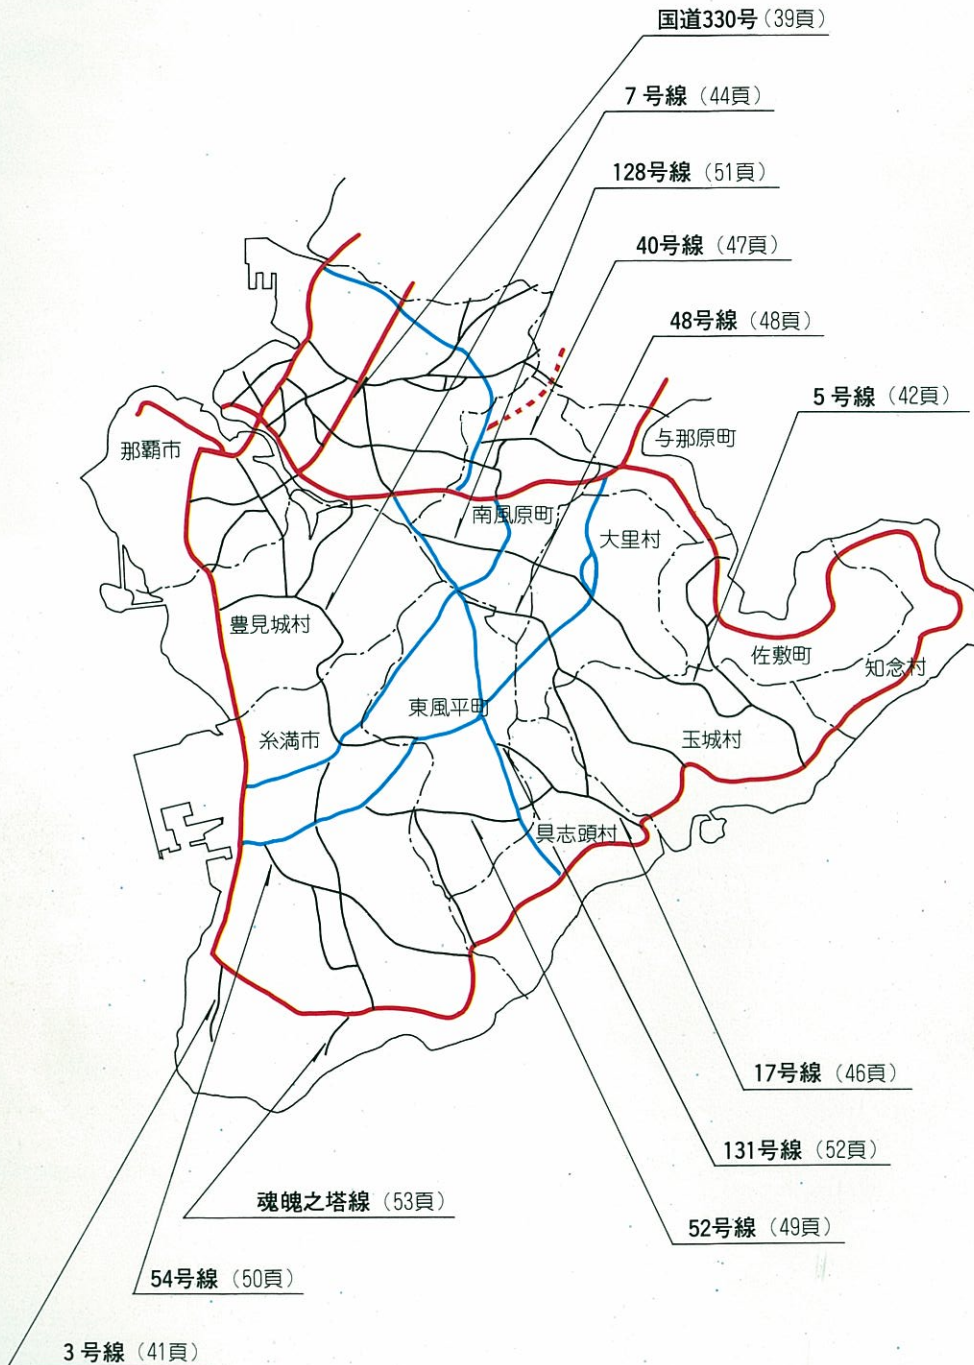 国道330号（39頁）
7号線（44頁）
128号線（51頁）
40号線（47頁）
48号線（48頁）
5号線（42頁）
那覇市
与那原町
南風原町
大里村
豊見城村
佐敷町
知念村
東風平町
糸満市
玉城村
具志頭村
17号線（46頁）
131号線（52頁）
魂魄之塔線（53頁）
52号線（49頁）
54号線（50頁）
3号線（41頁）